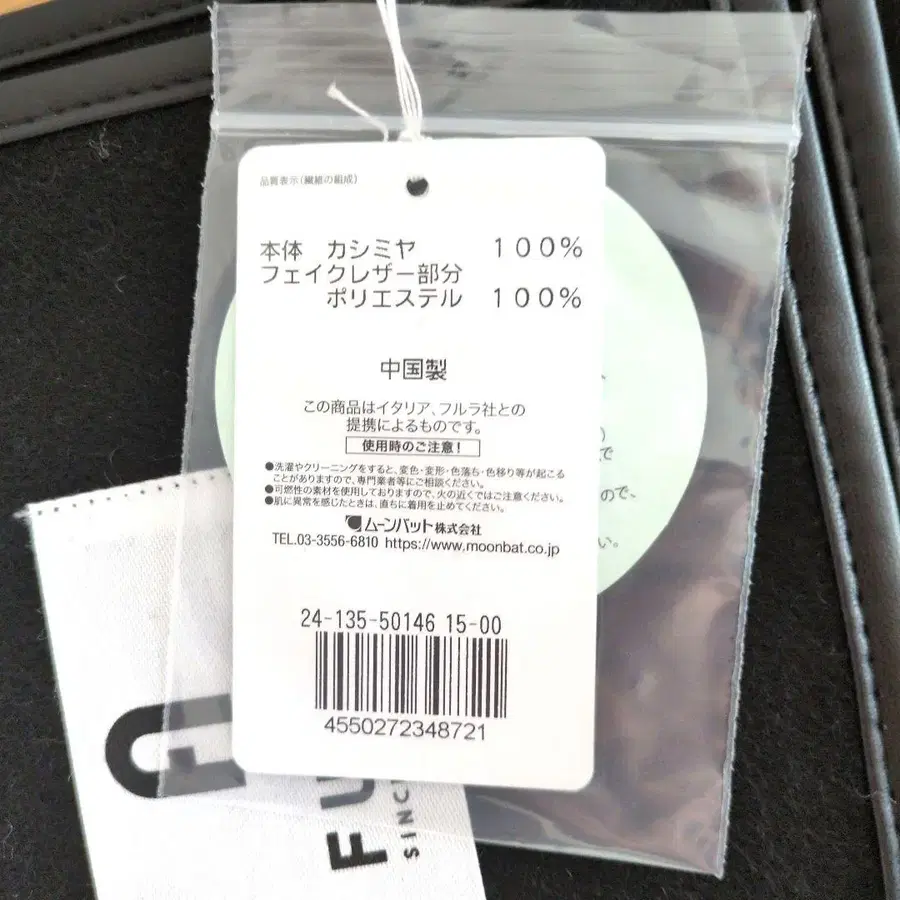 品質表示(繊維の組成)
本体 カシミヤ 100%
フェイクレザー部分
ポリエステル 100%
中国製
この商品はイタリア、フルラ社との
提携によるものです。
使用時のご注意!
●洗濯やクリーニングをすると、変色・変形・色落ち・色移り等が起こる
ことがありますので、専門業者等にご相談ください。
●可燃性の素材を使用しておりますので、火の近くではご注意ください。
●肌に異常を感じたときは、直ちに着用を止めてください。
ムーンバット株式会社
TEL.03-3556-6810 https://www.moonbat.co.jp
24-135-50146 15-00
4550272348721
で
ので、
い。
FU
SINC